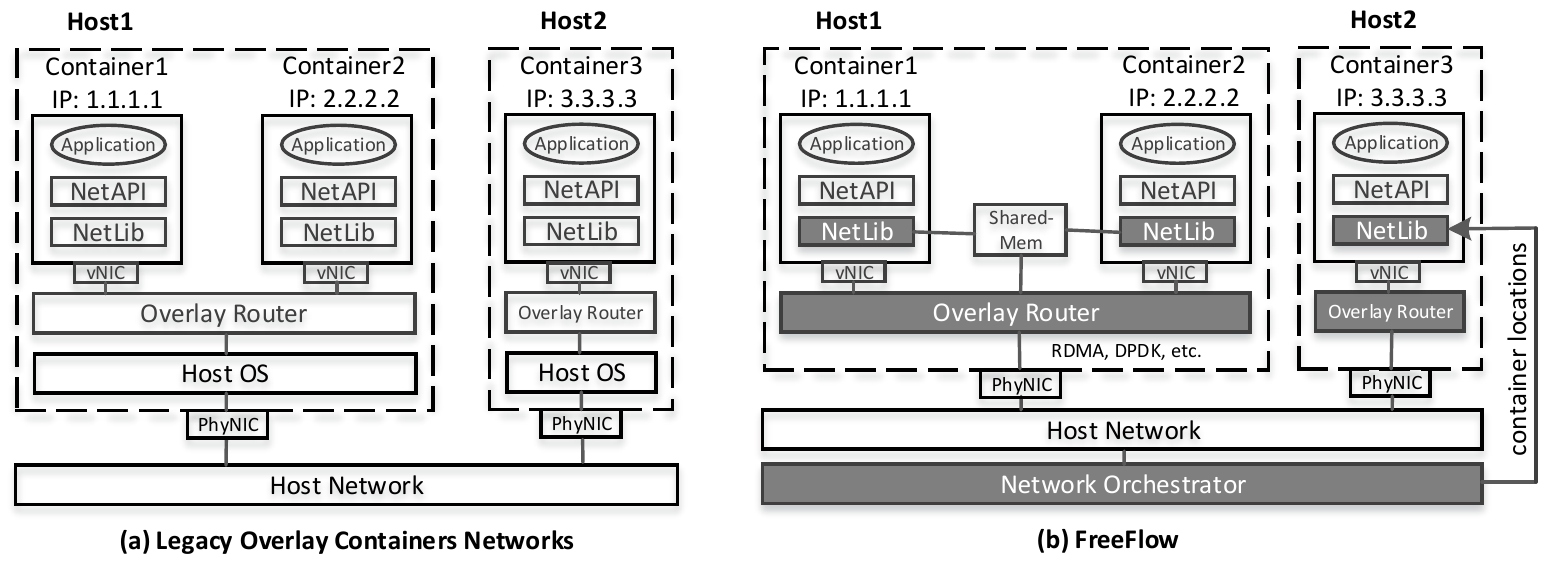 Host1
Host2
Container1
IP: 1.1.1.1
Application
NetAPI
NetLib
vNIC
Container2
IP: 2.2.2.2
Application
NetAPI
NetLib
vNIC
Overlay Router
Host OS
PhyNIC
Container3
IP: 3.3.3.3
Application
NetAPI
NetLib
vNIC
Overlay Router
Host OS
PhyNIC
Host Network
(a) Legacy Overlay Containers Networks
Host1
Host2
Container1
IP: 1.1.1.1
Application
NetAPI
NetLib
vNIC
Shared-
Mem
Container2
IP: 2.2.2.2
Application
NetAPI
NetLib
vNIC
Overlay Router
RDMA, DPDK, etc.
PhyNIC
Container3
IP: 3.3.3.3
Application
NetAPI
NetLib
vNIC
Overlay Router
PhyNIC
container locations
Host Network
Network Orchestrator
(b) FreeFlow